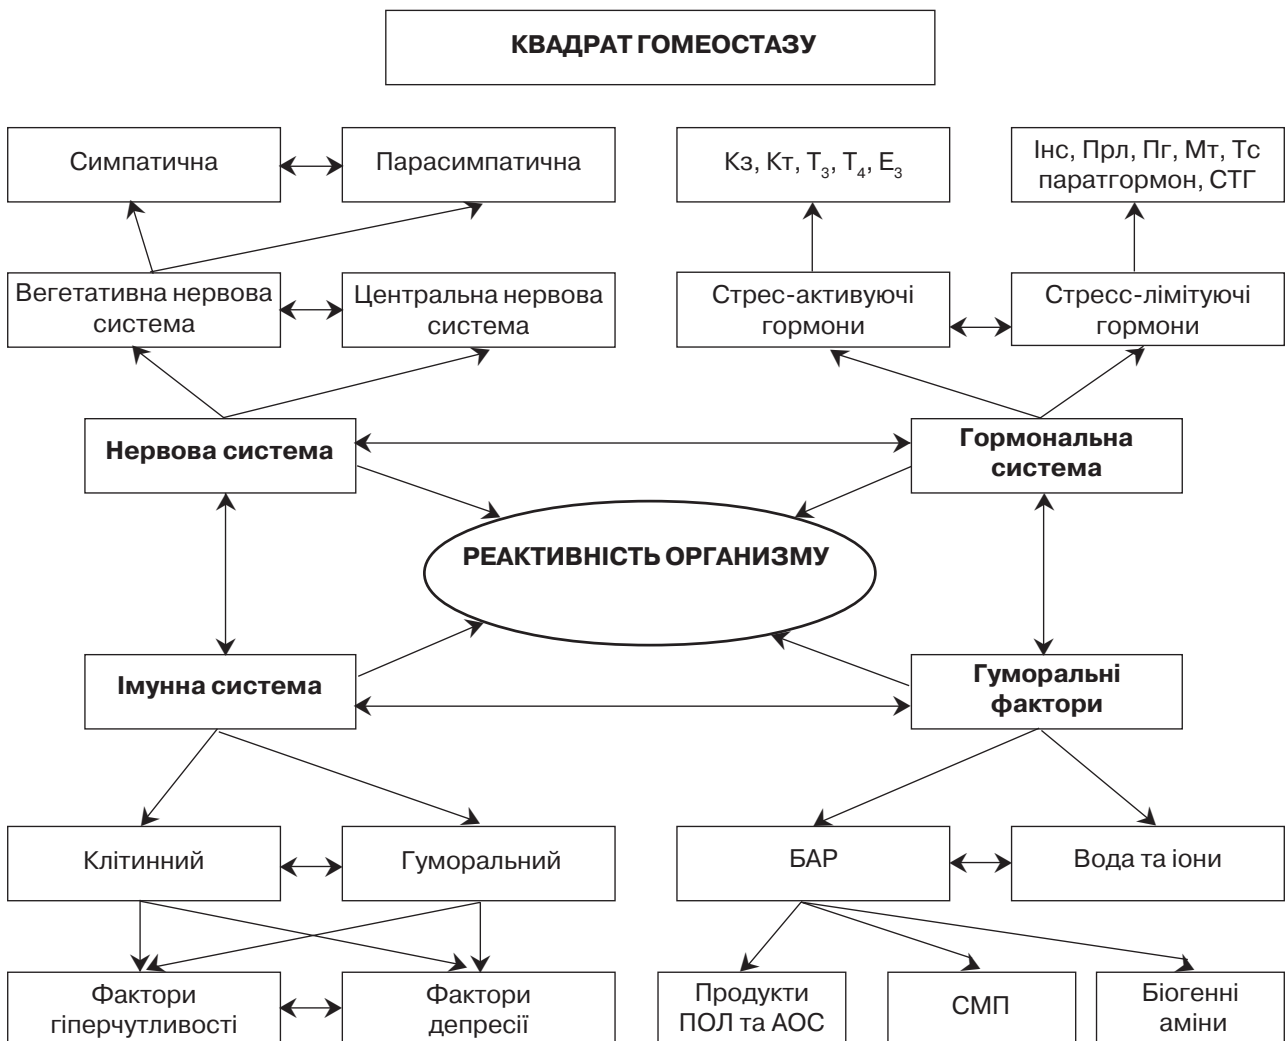 КВАДРАТ ГОМЕОСТАЗУ
Симпатична
Парасимпатична
Кз, Кт, Т₃, Т₄, Е₃
Інс, Прл, Пг, Мт, Тс
паратгормон, СТГ
Вегетативна нервова
система
Центральна нервова
система
Стрес-активуючі
гормони
Стресс-лімітуючі
гормони
Нервова система
Гормональна
система
РЕАКТИВНІСТЬ ОРГАНИЗМУ
Імунна система
Гуморальні
фактори
Клітинний
Гуморальний
БАР
Вода та іони
Фактори
гіперчутливості
Фактори
депресії
Продукти
ПОЛ та АОС
СМП
Біогенні
аміни